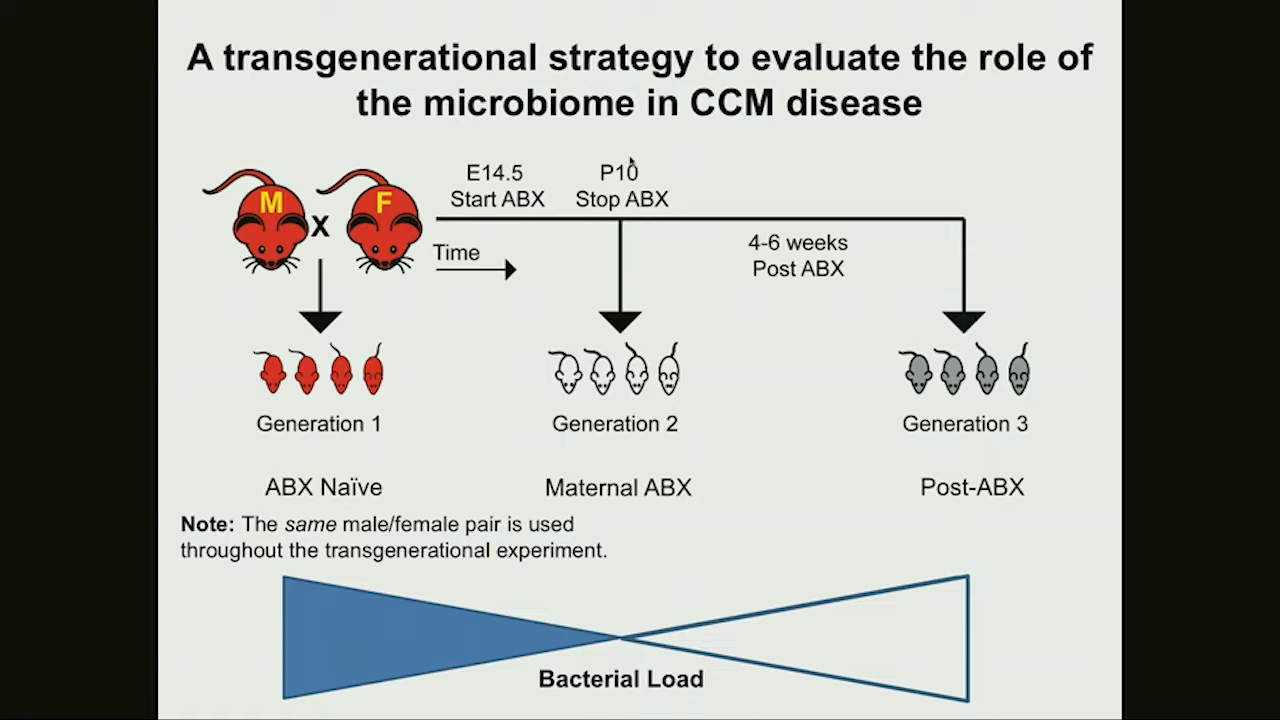 A transgenerational strategy to evaluate the role of
the microbiome in CCM disease
M
x
F
E14.5
Start ABX
P10
Stop ABX
Time
4-6 weeks
Post ABX
Generation 1
Generation 2
Generation 3
ABX Naïve
Maternal ABX
Post-ABX
Note: The same male/female pair is used
throughout the transgenerational experiment.
Bacterial Load